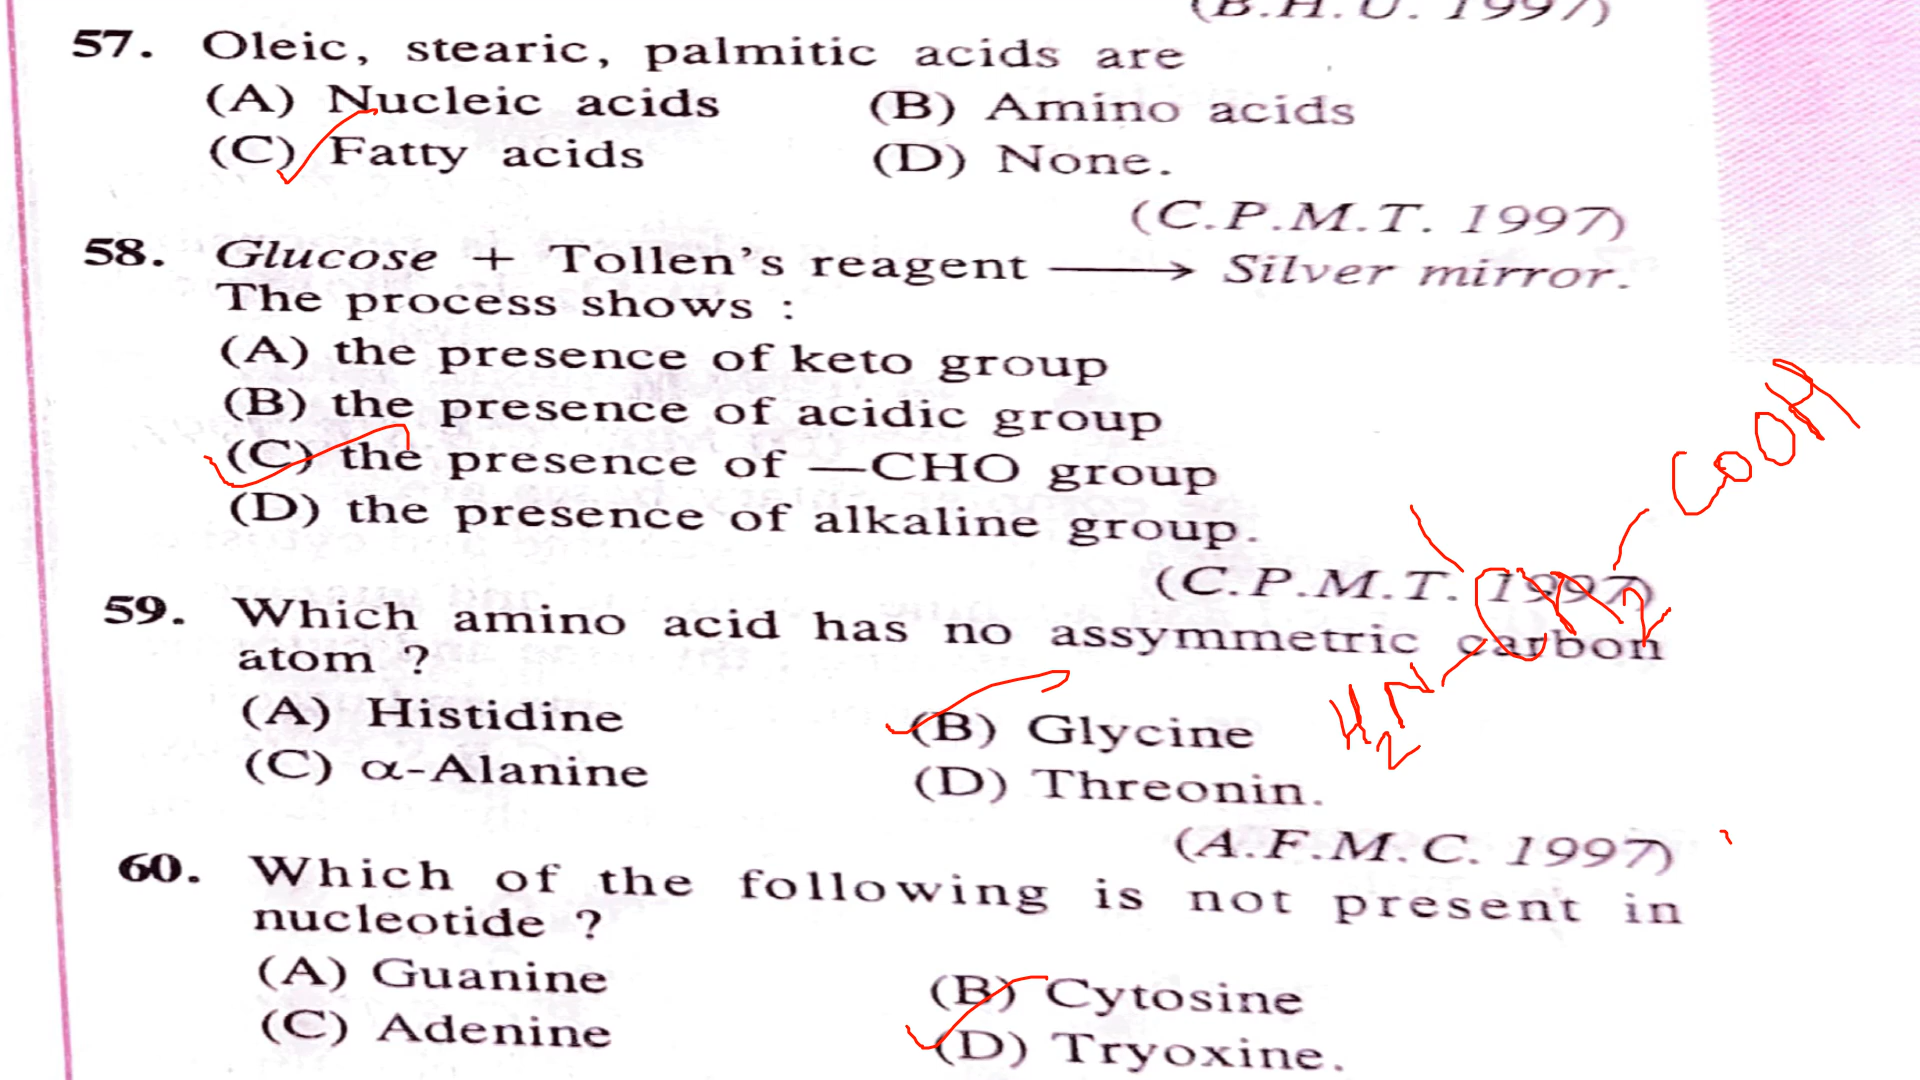 (B.H.U. 1997)
57. Oleic, stearic, palmitic acids are
(A) Nucleic acids (B) Amino acids
(C) Fatty acids (D) None.
(C.P.M.T. 1997)
58. Glucose + Tollen's reagent ⟶ Silver mirror.
The process shows :
(A) the presence of keto group
(B) the presence of acidic group
(C) the presence of —CHO group
(D) the presence of alkaline group.
COOH
(C.P.M.T. 1997)
CH2
59. Which amino acid has no assymmetric carbon
atom ?
H2N
(A) Histidine (B) Glycine
(C) α-Alanine (D) Threonin.
(A.F.M.C. 1997)
60. Which of the following is not present in
nucleotide ?
(A) Guanine (B) Cytosine
(C) Adenine (D) Tryoxine.